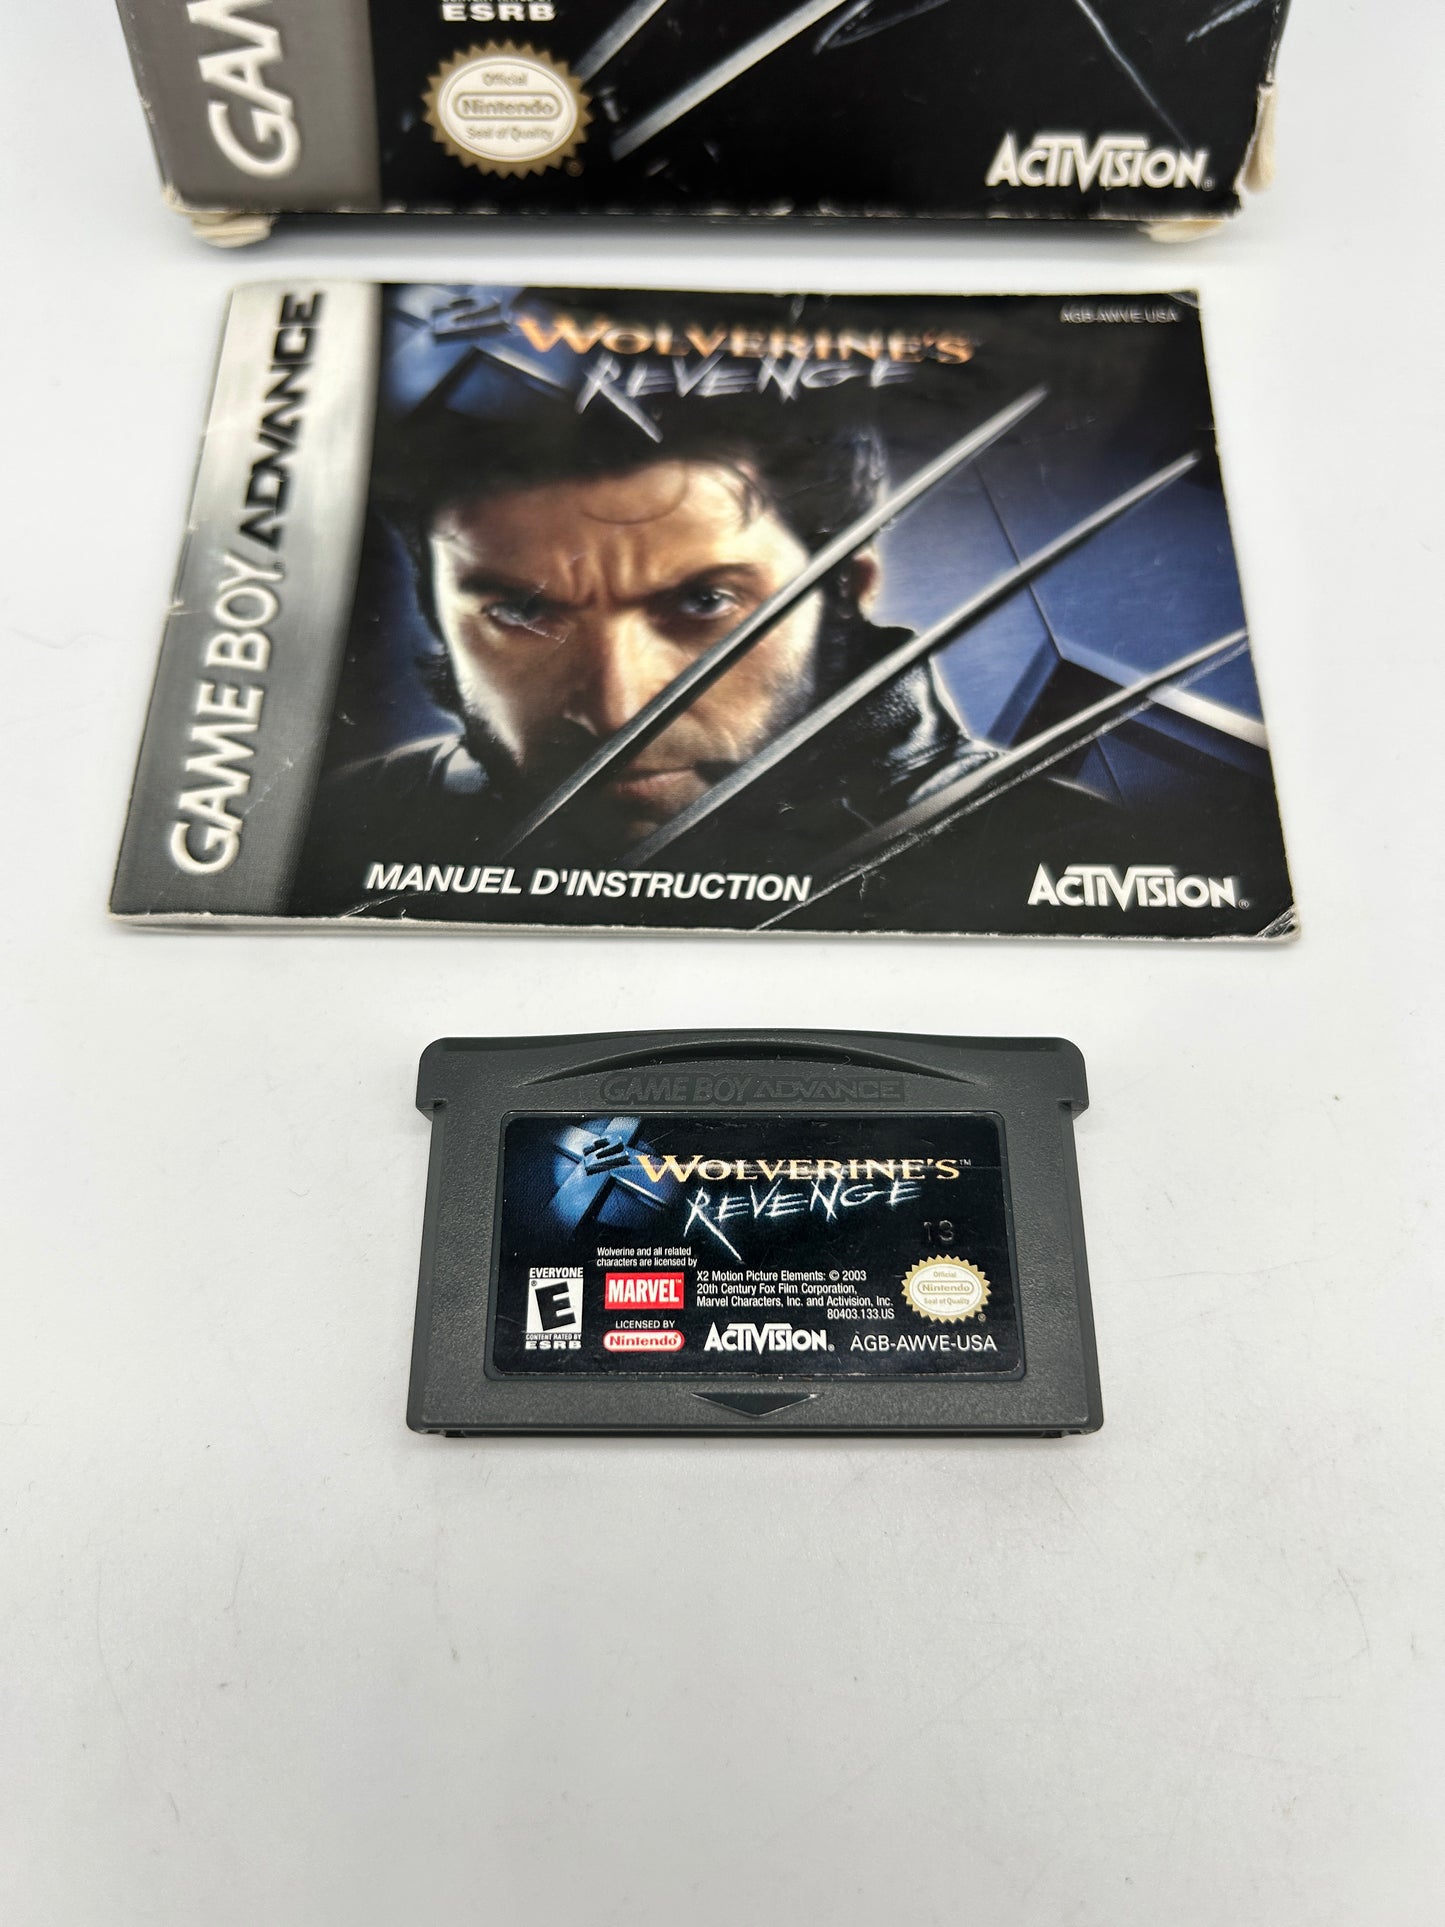 ESRB
Official
Nintendo
Seal of Quality
ACTIVISION
GAME BOY ADVANCE
AGB-AWVE-USA
2 WOLVERINE'S
REVENGE
MANUEL D'INSTRUCTION
ACTIVISION®
GAME BOY ADVANCE
2 WOLVERINE'S™
REVENGE
13
Wolverine and all related
characters are licensed by
MARVEL
X2 Motion Picture Elements: © 2003
20th Century Fox Film Corporation,
Marvel Characters, Inc. and Activision, Inc.
80403.133.US
Official
Nintendo
Seal of Quality
EVERYONE
E
CONTENT RATED BY
ESRB
LICENSED BY
Nintendo
ACTIVISION®
AGB-AWVE-USA